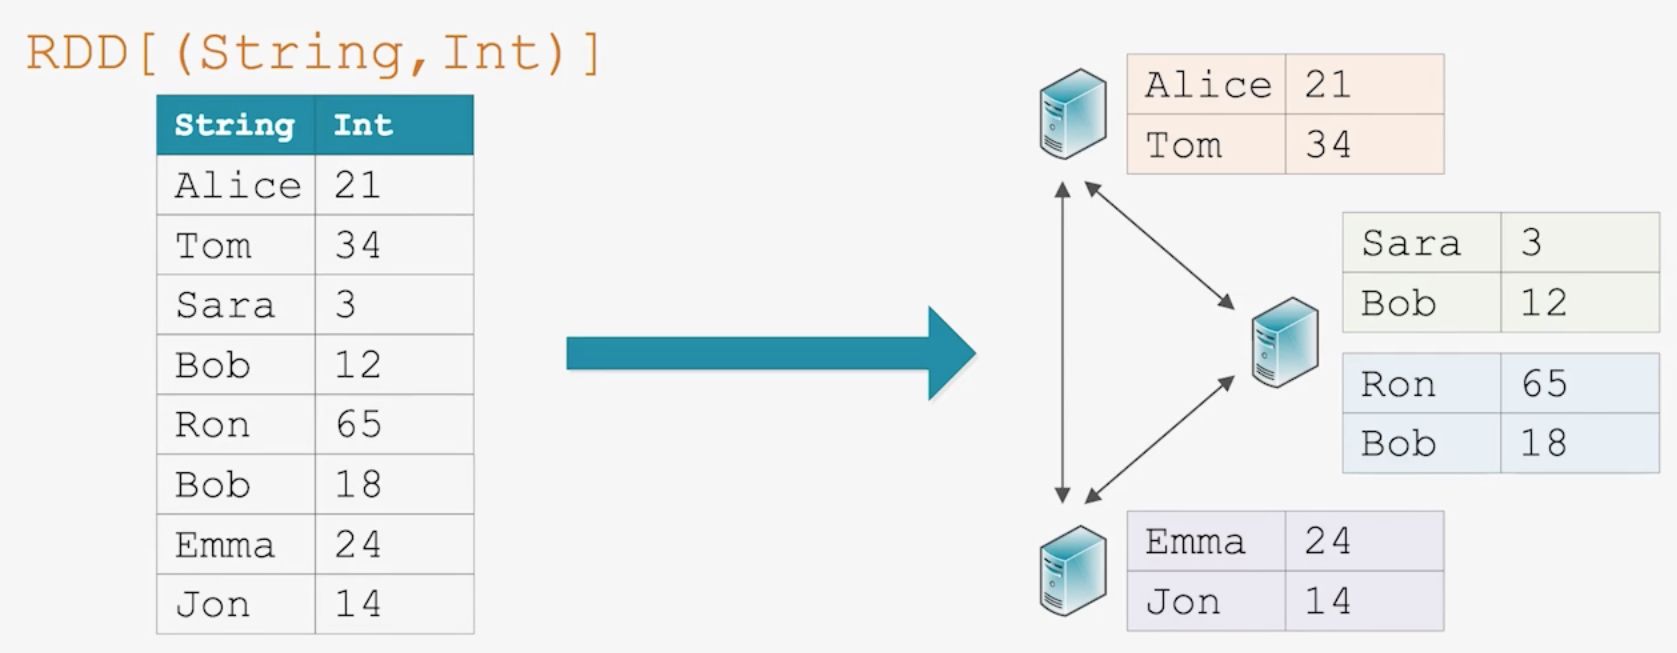 RDD[(String,Int)]
String Int
Alice 21
Tom 34
Sara 3
Bob 12
Ron 65
Bob 18
Emma 24
Jon 14
Alice 21
Tom 34
Sara 3
Bob 12
Ron 65
Bob 18
Emma 24
Jon 14